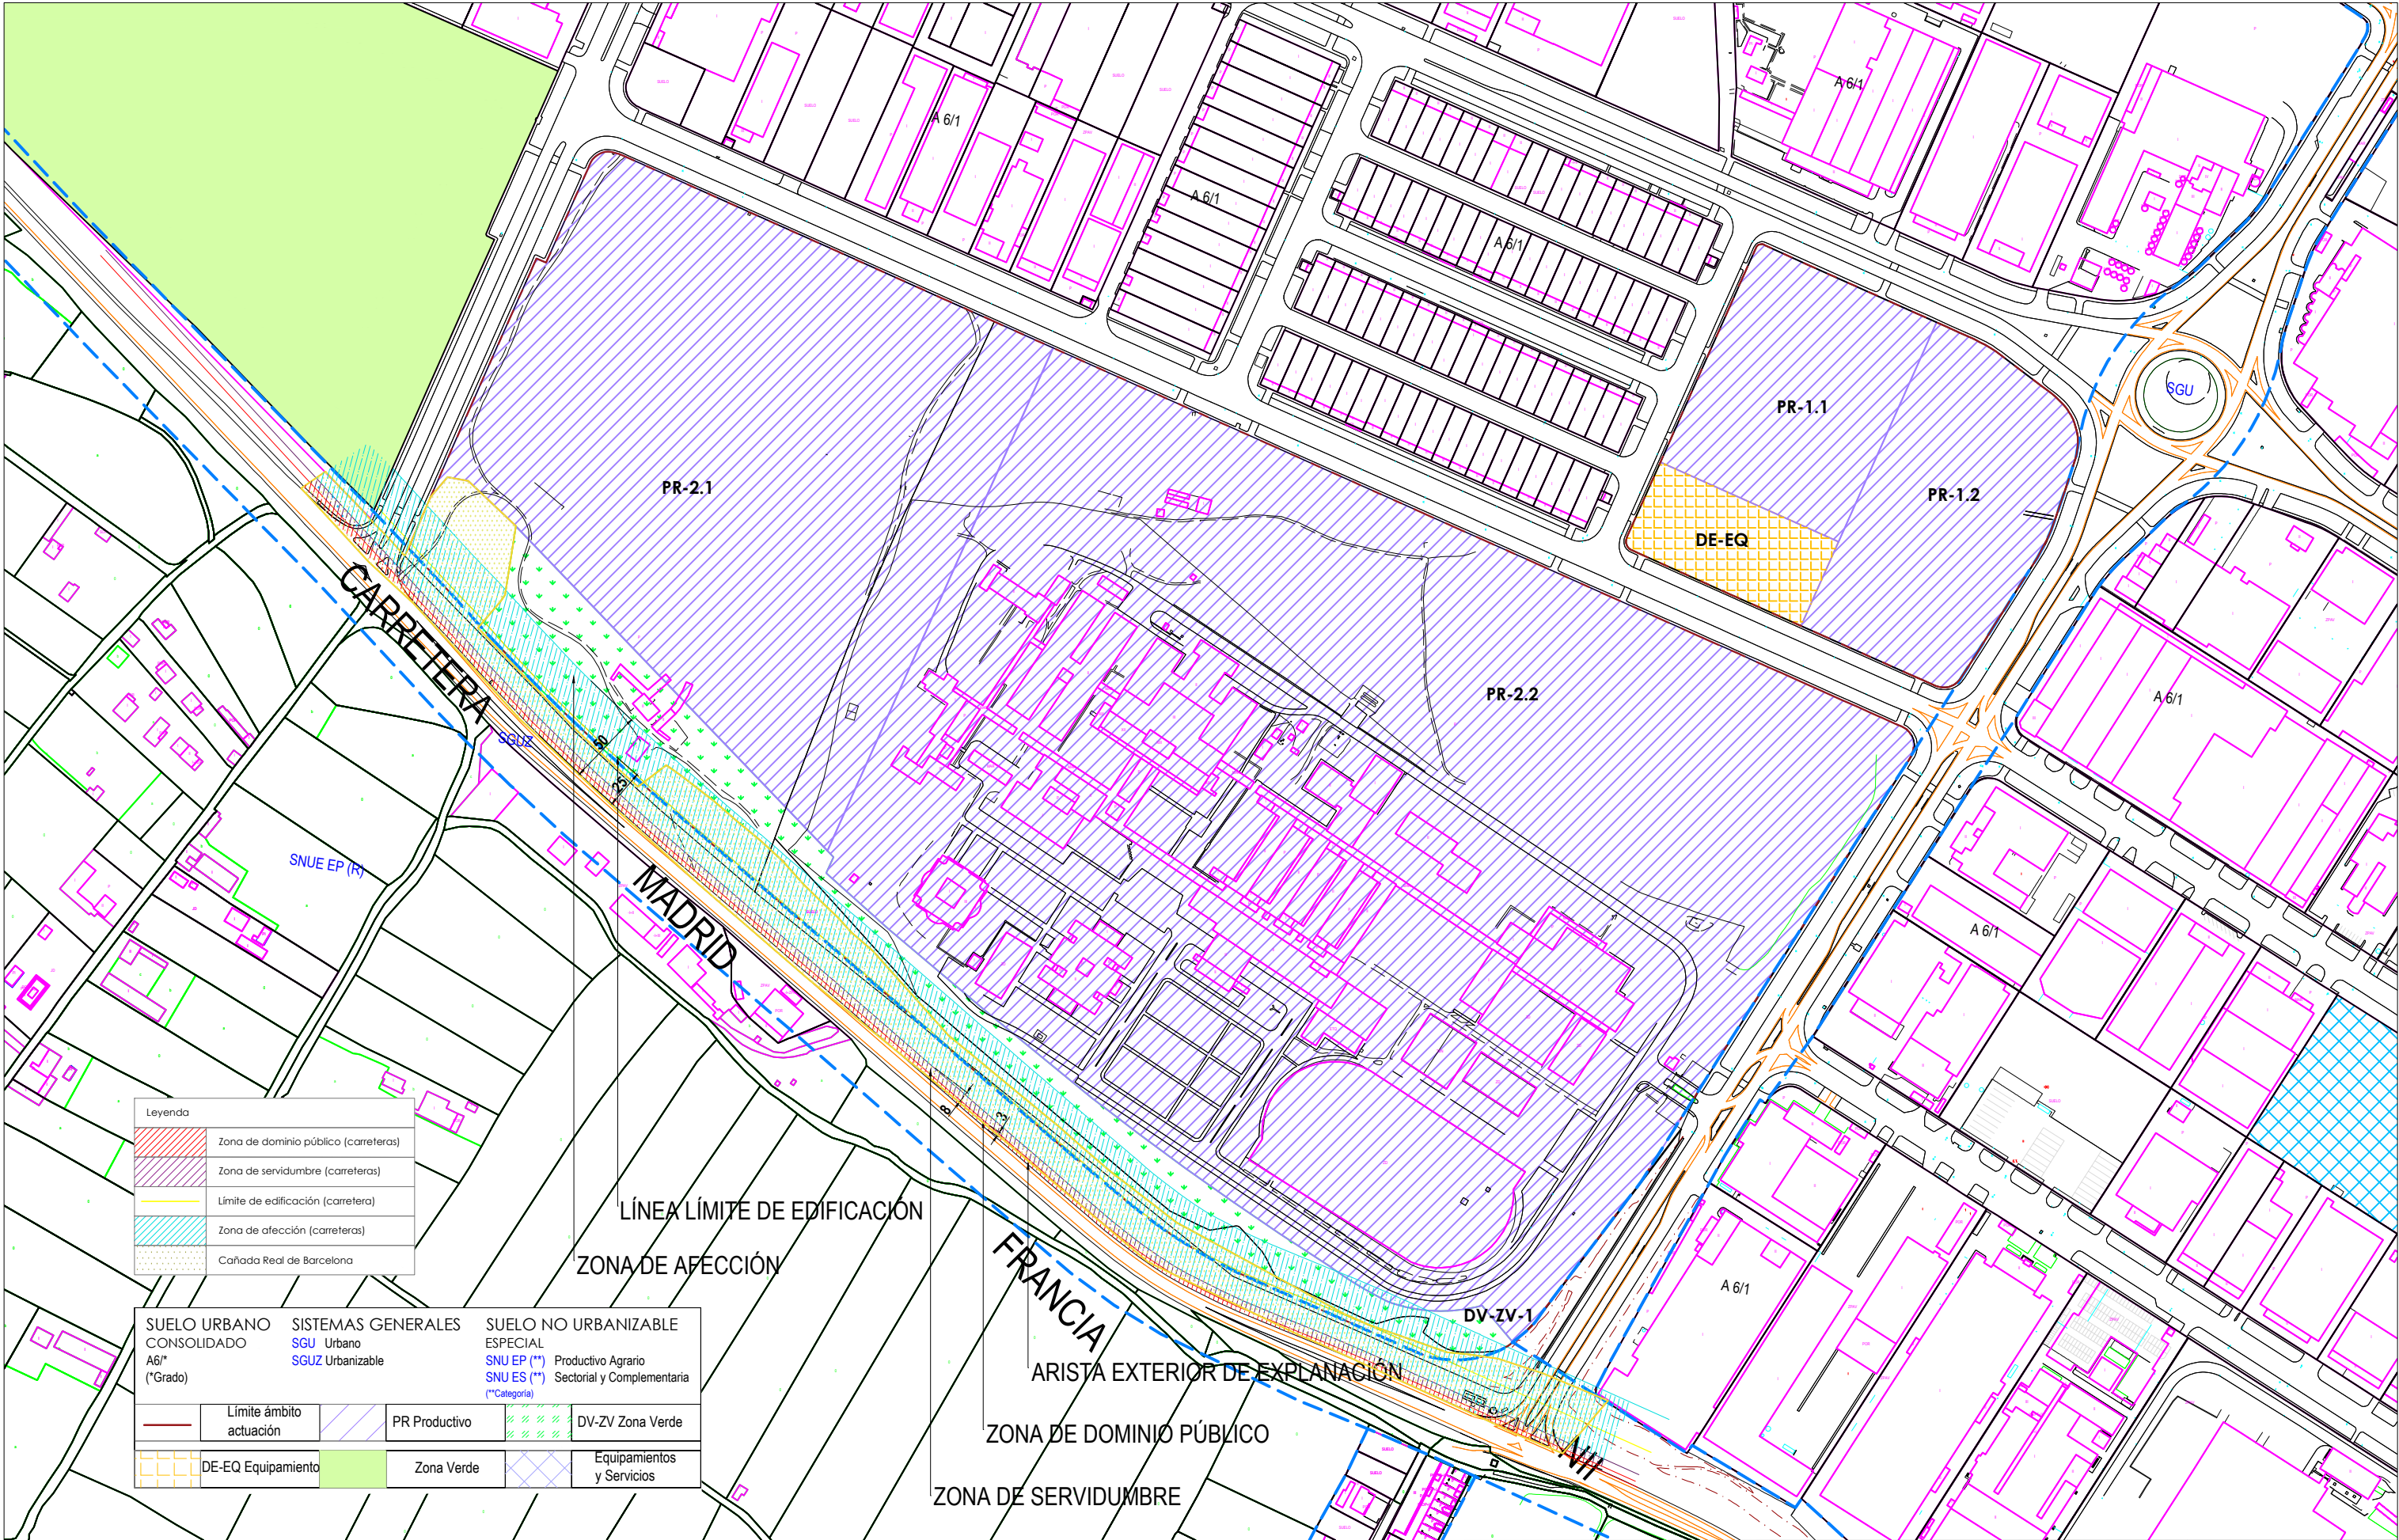 A 6/1
A 6/1
A 6/1
A 6/1
SGU
PR-1.1
PR-2.1
PR-1.2
DE-EQ
CARRETERA
PR-2.2
A 6/1
SGUZ
50
25
SNUE EP (R)
MADRID
A 6/1
8
3
Leyenda
Zona de dominio público (carreteras)
Zona de servidumbre (carreteras)
Límite de edificación (carretera)
Zona de afección (carreteras)
Cañada Real de Barcelona
LÍNEA LÍMITE DE EDIFICACIÓN
ZONA DE AFECCIÓN
FRANCIA
A 6/1
DV-ZV-1
ARISTA EXTERIOR DE EXPLANACIÓN
ZONA DE DOMINIO PÚBLICO
NII
ZONA DE SERVIDUMBRE
SUELO URBANO
CONSOLIDADO
A6/*
(*Grado)
SISTEMAS GENERALES
SGU Urbano
SGUZ Urbanizable
SUELO NO URBANIZABLE
ESPECIAL
SNU EP (**) Productivo Agrario
SNU ES (**) Sectorial y Complementaria
(**Categoría)
Límite ámbito
actuación
PR Productivo
DV-ZV Zona Verde
DE-EQ Equipamiento
Zona Verde
Equipamientos
y Servicios